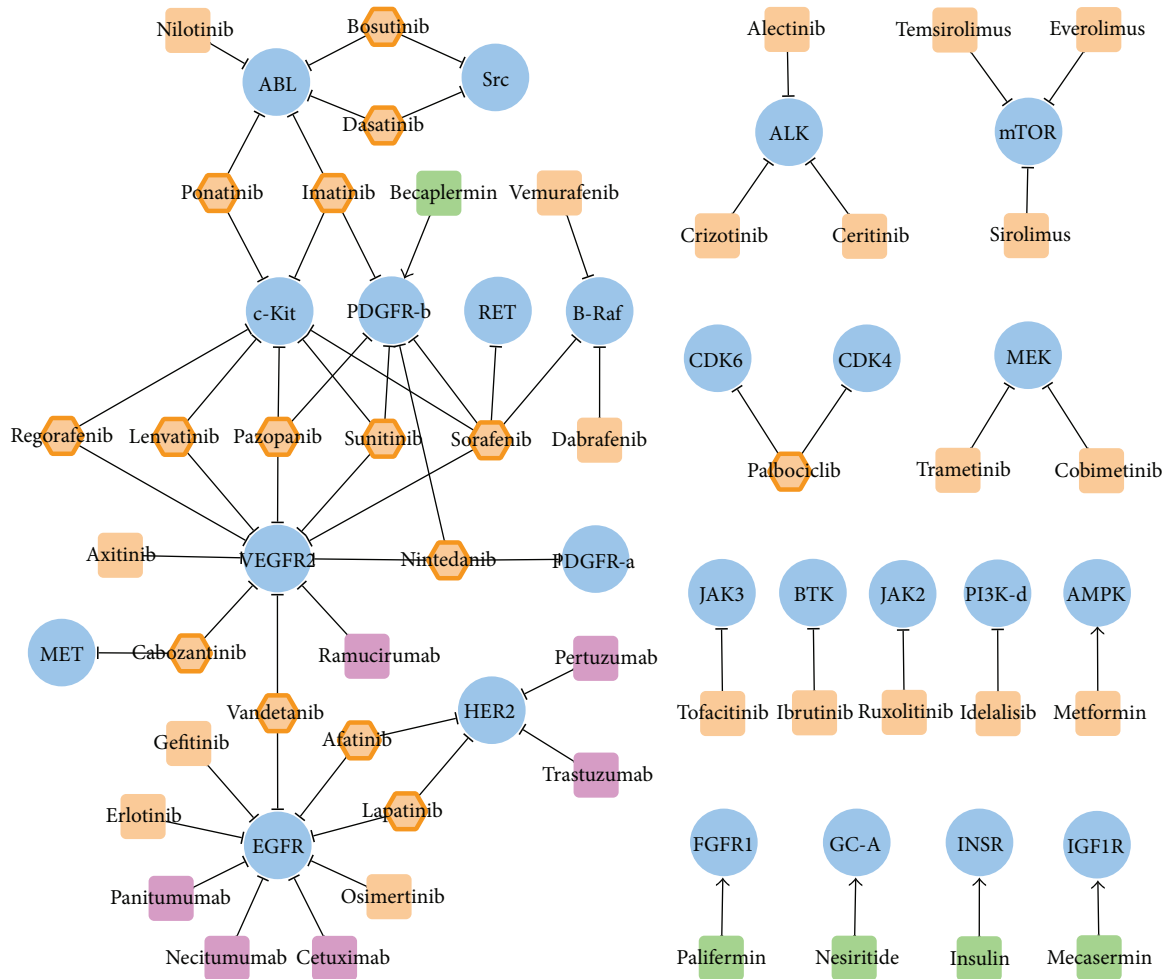 Nilotinib
Bosutinib
ABL
Src
Dasatinib
Ponatinib
Imatinib
Becaplermin
Vemurafenib
c-Kit
PDGFR-b
RET
B-Raf
Regorafenib
Lenvatinib
Pazopanib
Sunitinib
Sorafenib
Dabrafenib
Axitinib
VEGFR2
Nintedanib
PDGFR-a
MET
Cabozantinib
Ramucirumab
Pertuzumab
Vandetanib
HER2
Gefitinib
Afatinib
Trastuzumab
Erlotinib
Lapatinib
EGFR
Panitumumab
Osimertinib
Necitumumab
Cetuximab
Alectinib
Temsirolimus
Everolimus
ALK
mTOR
Crizotinib
Ceritinib
Sirolimus
CDK6
CDK4
MEK
Palbociclib
Trametinib
Cobimetinib
JAK3
BTK
JAK2
PI3K-d
AMPK
Tofacitinib
Ibrutinib
Ruxolitinib
Idelalisib
Metformin
FGFR1
GC-A
INSR
IGF1R
Palifermin
Nesiritide
Insulin
Mecasermin